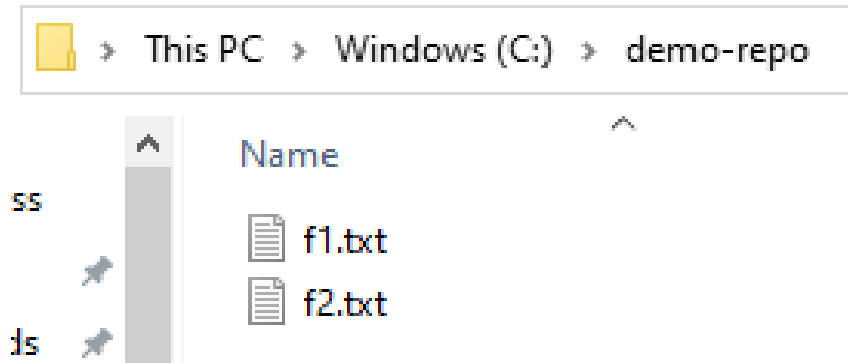 This PC > Windows (C:) > demo-repo
Name
ss
f1.txt
f2.txt
ds